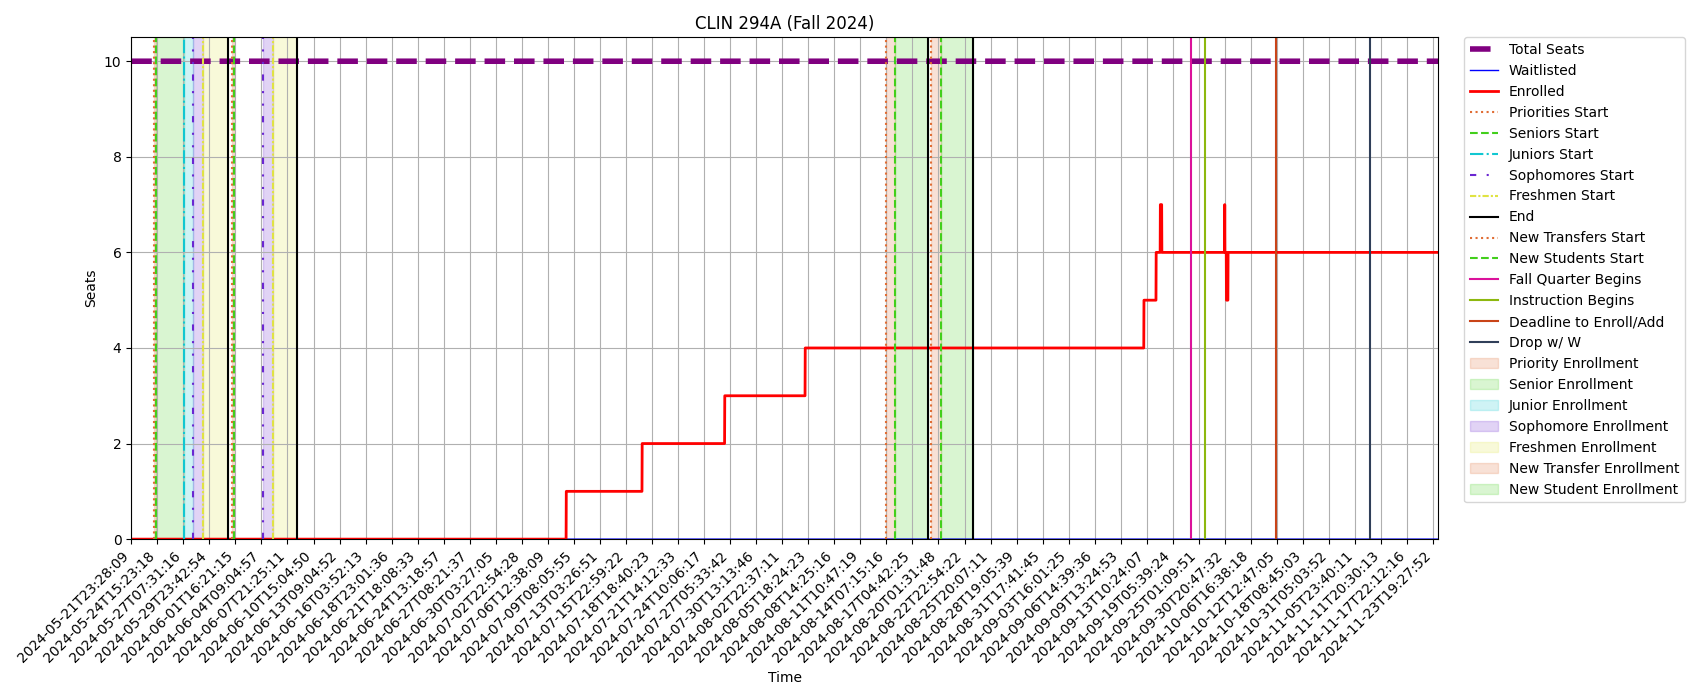 CLIN 294A (Fall 2024)
Seats
10
8
6
4
2
0
2024-05-21T23:28:09
2024-05-24T15:23:18
2024-05-27T07:31:16
2024-05-29T23:42:54
2024-06-01T16:21:15
2024-06-04T09:04:57
2024-06-07T21:25:11
2024-06-10T15:04:50
2024-06-13T09:04:52
2024-06-16T03:52:13
2024-06-18T23:01:36
2024-06-21T18:08:33
2024-06-24T13:18:57
2024-06-27T08:21:37
2024-06-30T03:27:05
2024-07-02T22:54:28
2024-07-06T12:38:09
2024-07-09T08:05:55
2024-07-13T03:26:51
2024-07-15T22:59:22
2024-07-18T18:40:23
2024-07-21T14:12:33
2024-07-24T10:06:17
2024-07-27T05:33:42
2024-07-30T13:13:46
2024-08-02T22:37:11
2024-08-05T18:24:23
2024-08-08T14:25:16
2024-08-11T10:47:19
2024-08-14T07:15:16
2024-08-17T04:42:25
2024-08-20T01:31:48
2024-08-22T22:54:22
2024-08-25T20:07:11
2024-08-28T19:05:39
2024-08-31T17:41:45
2024-09-03T16:01:25
2024-09-06T14:39:36
2024-09-09T13:24:53
2024-09-13T10:24:07
2024-09-19T05:39:24
2024-09-25T01:09:51
2024-09-30T20:47:32
2024-10-06T16:38:18
2024-10-12T12:47:05
2024-10-18T08:45:03
2024-10-31T05:03:52
2024-11-05T23:40:11
2024-11-11T20:30:13
2024-11-17T22:12:16
2024-11-23T19:27:52
Time
Total Seats
Waitlisted
Enrolled
Priorities Start
Seniors Start
Juniors Start
Sophomores Start
Freshmen Start
End
New Transfers Start
New Students Start
Fall Quarter Begins
Instruction Begins
Deadline to Enroll/Add
Drop w/ W
Priority Enrollment
Senior Enrollment
Junior Enrollment
Sophomore Enrollment
Freshmen Enrollment
New Transfer Enrollment
New Student Enrollment